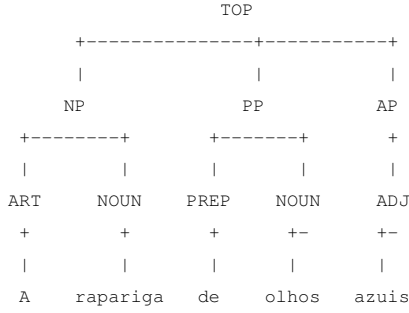 TOP
NP PP AP
ART NOUN PREP NOUN ADJ
A rapariga de olhos azuis